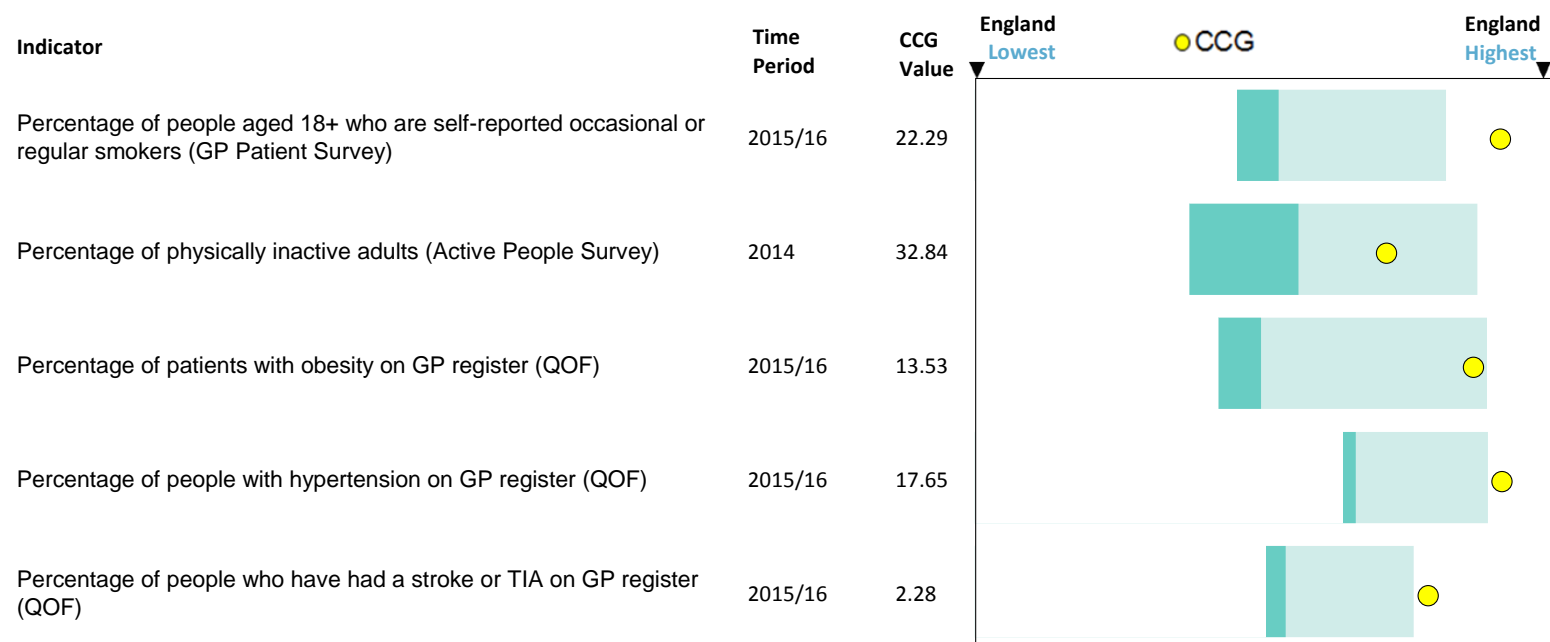 Indicator
Time
Period
CCG
Value
England
Lowest
CCG
England
Highest
Percentage of people aged 18+ who are self-reported occasional or
regular smokers (GP Patient Survey)
2015/16
22.29
Percentage of physically inactive adults (Active People Survey)
2014
32.84
Percentage of patients with obesity on GP register (QOF)
2015/16
13.53
Percentage of people with hypertension on GP register (QOF)
2015/16
17.65
Percentage of people who have had a stroke or TIA on GP register
(QOF)
2015/16
2.28